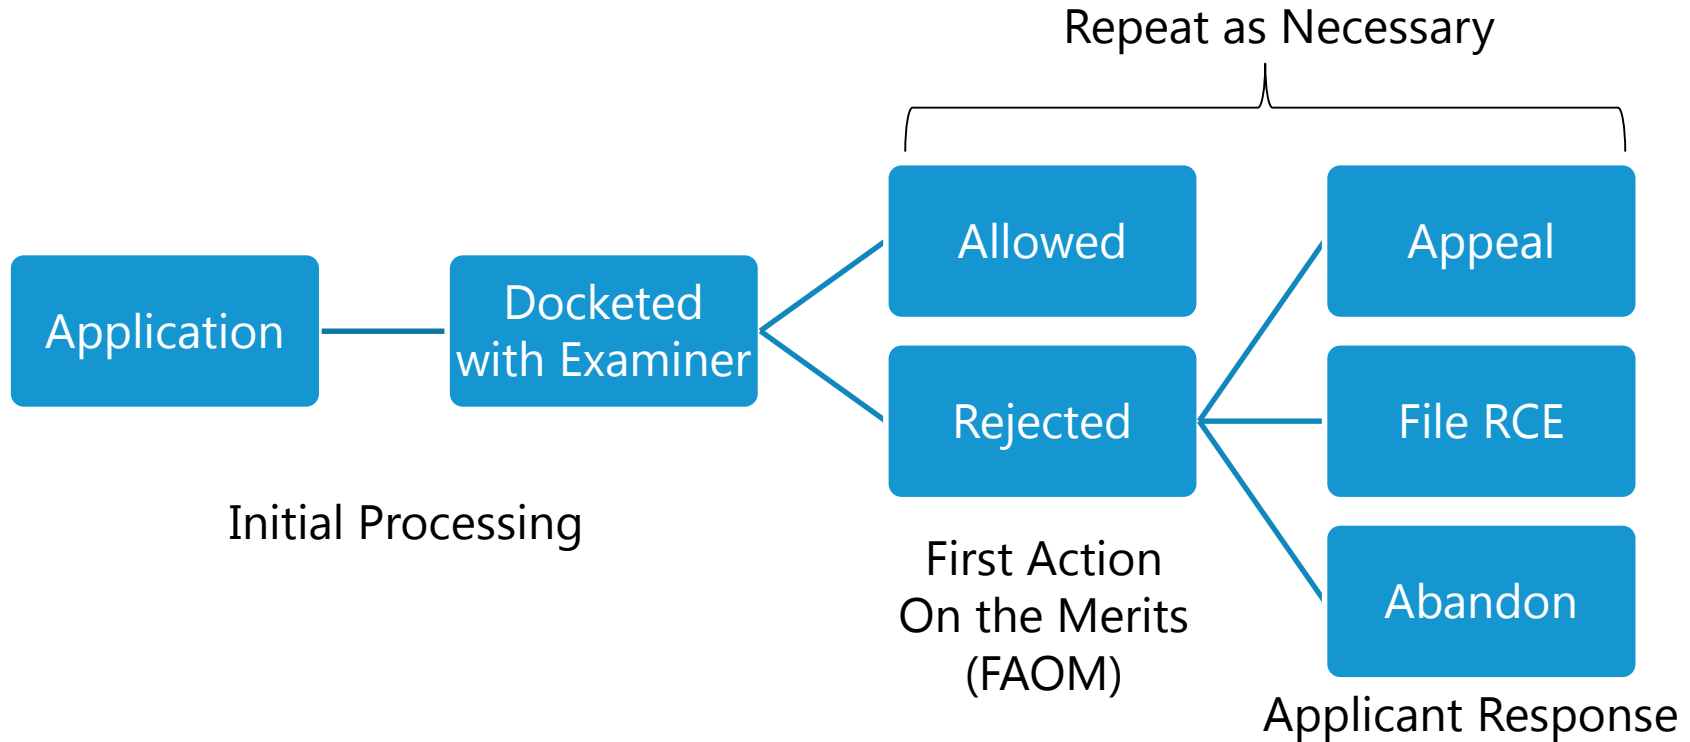 Repeat as Necessary
Application
Docketed
with Examiner
Allowed
Rejected
Appeal
File RCE
Abandon
Initial Processing
First Action
On the Merits
(FAOM)
Applicant Response